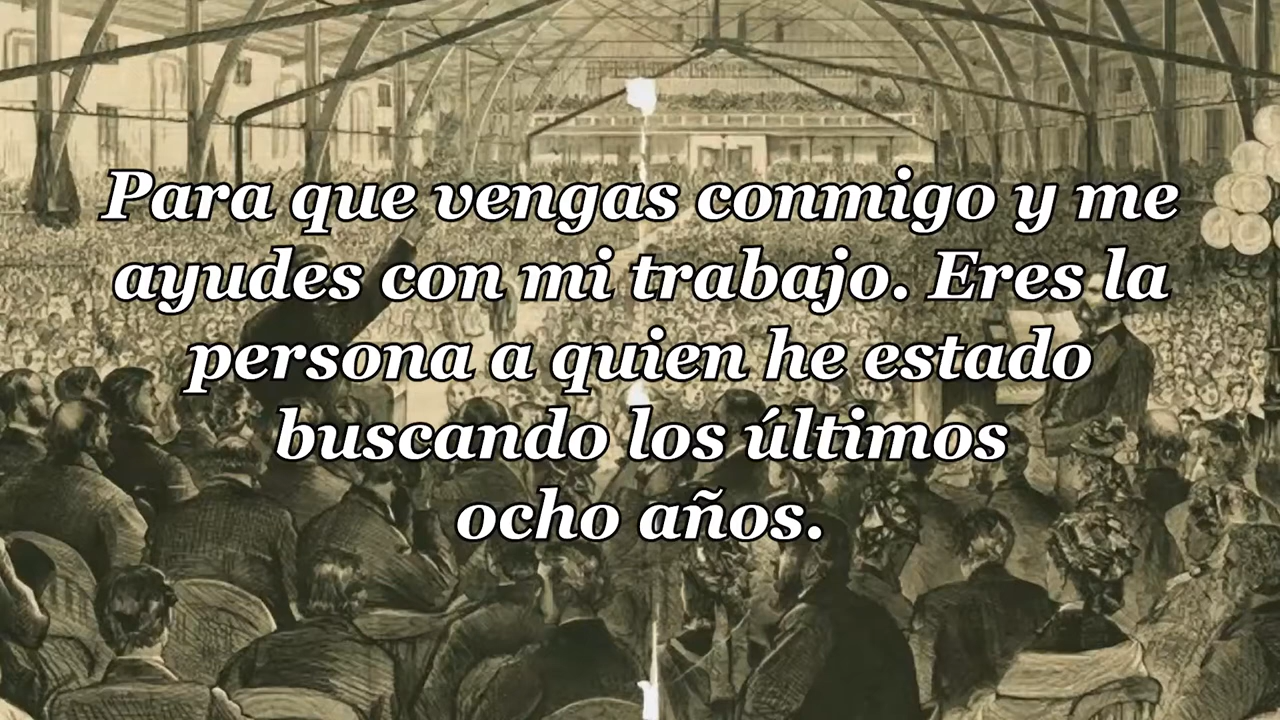 Para que vengas conmigo y me
ayudes con mi trabajo. Eres la
persona a quien he estado
buscando los últimos
ocho años.